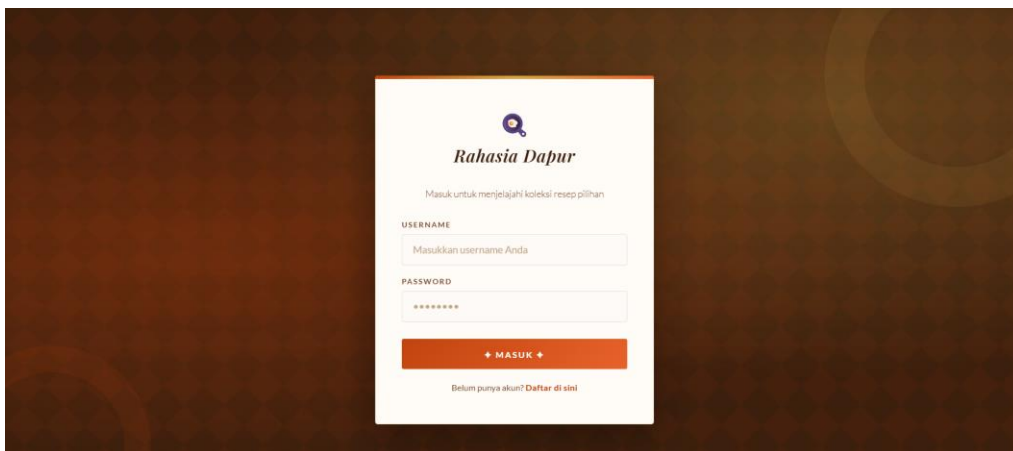 Rahasia Dapur
Masuk untuk menjelajahi koleksi resep pilihan
USERNAME
Masukkan username Anda
PASSWORD
••••••••
✦ MASUK ✦
Belum punya akun? Daftar di sini